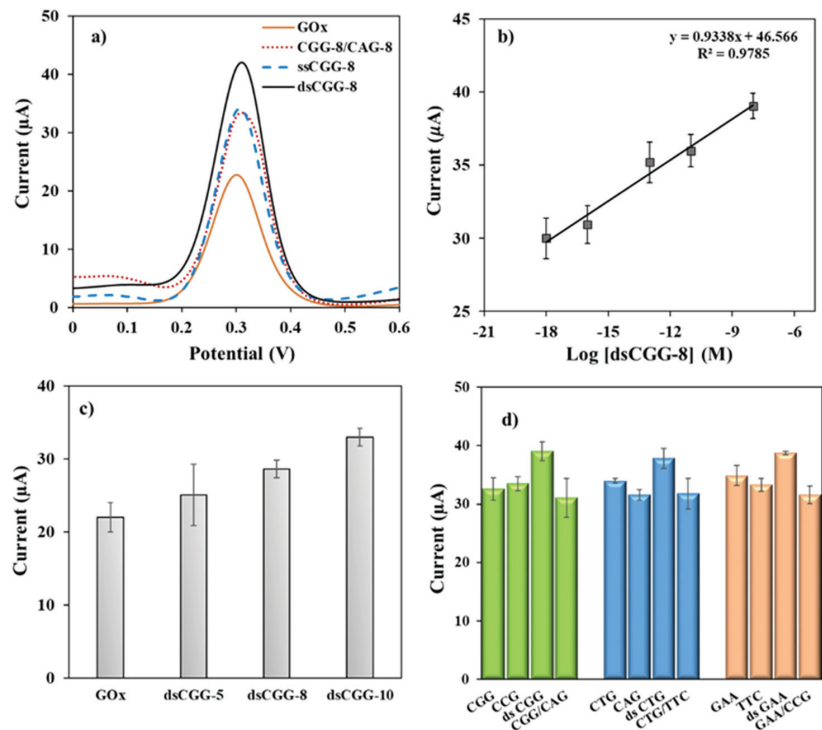 a)
GOx
CGG-8/CAG-8
ssCGG-8
dsCGG-8
50
40
30
20
10
0
Current (µA)
0
0.1
0.2
0.3
0.4
0.5
0.6
Potential (V)
b)
y = 0.9338x + 46.566
R² = 0.9785
45
40
35
30
25
Current (µA)
-21
-18
-15
-12
-9
-6
Log [dsCGG-8] (M)
c)
40
30
20
10
0
Current (µA)
GOx
dsCGG-5
dsCGG-8
dsCGG-10
d)
50
40
30
20
10
0
Current (µA)
CGG
CCG
ds CGG
CGG/CAG
CTG
CAG
ds CTG
CTG/TTC
GAA
TTC
ds GAA
GAA/CCG